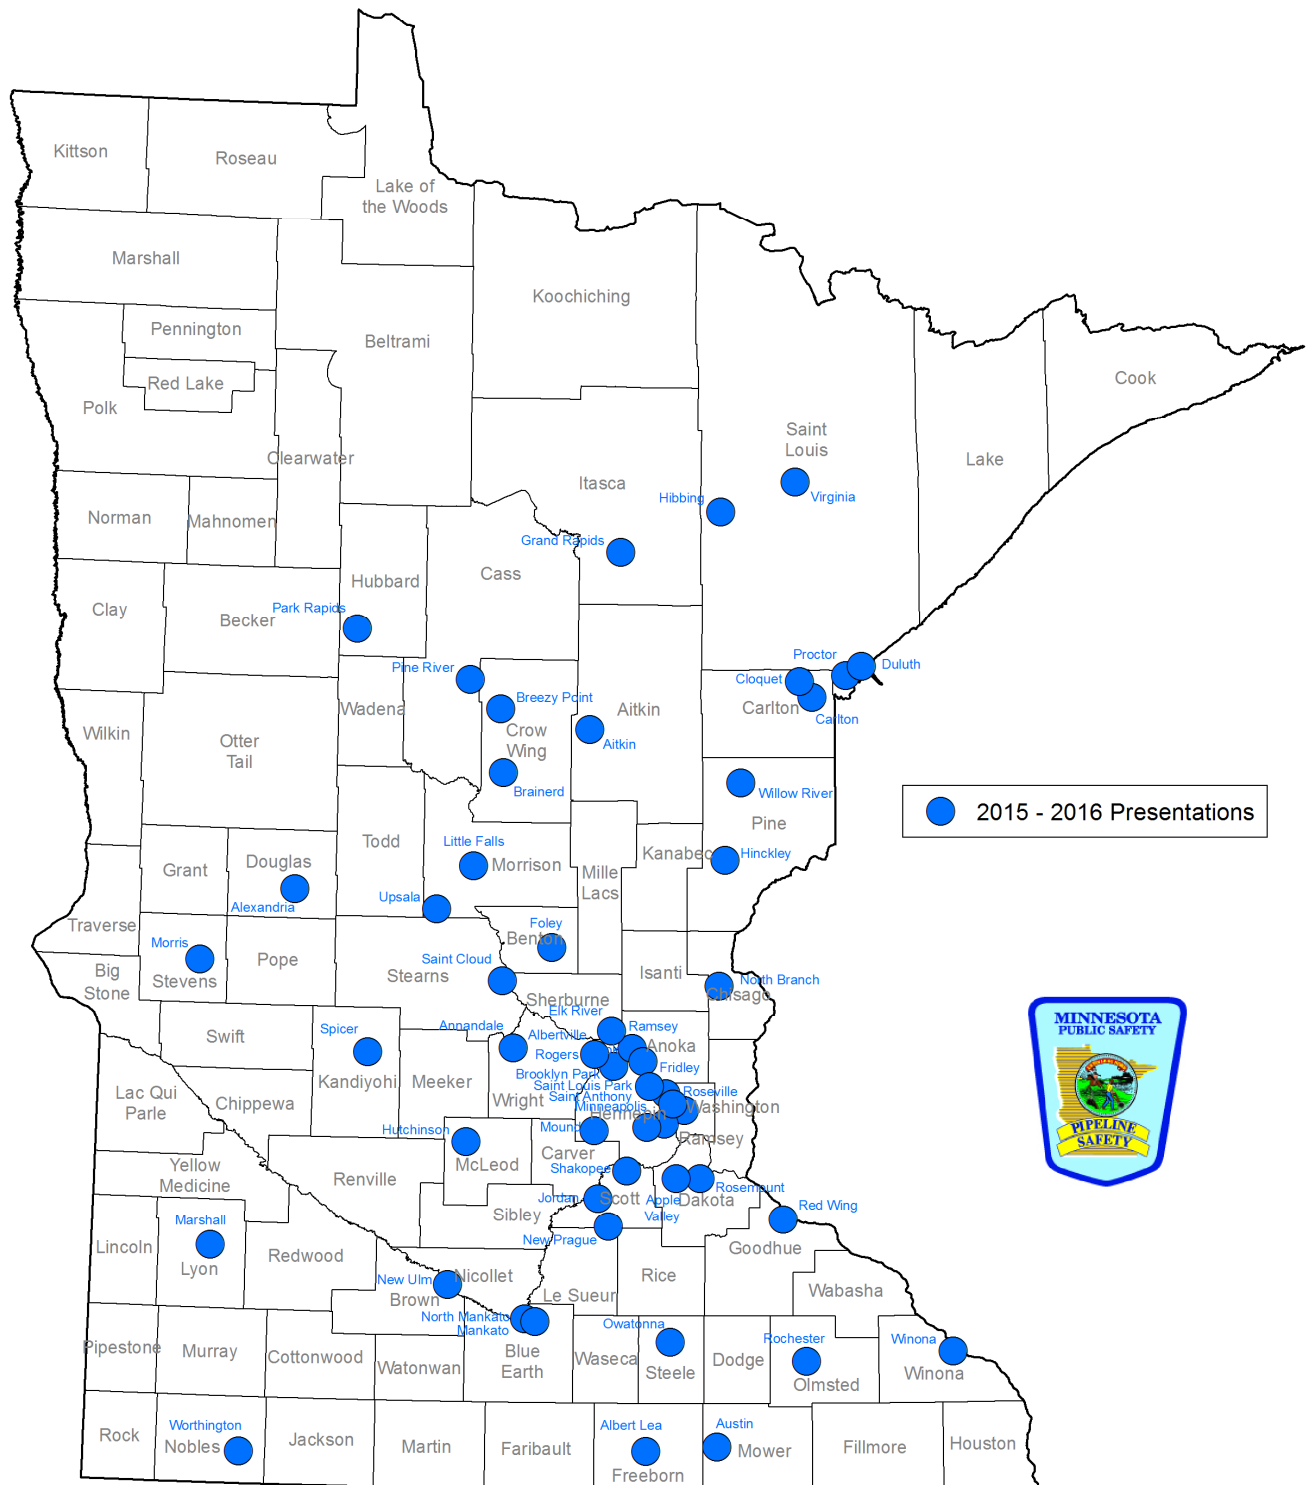 Kittson
Roseau
Lake of
the Woods
Marshall
Koochiching
Pennington
Beltrami
Red Lake
Polk
Cook
Clearwater
Saint
Louis
Lake
Itasca
Hibbing
Virginia
Norman
Mahnomen
Grand Rapids
Cass
Hubbard
Clay
Becker
Park Rapids
Proctor
Duluth
Pine River
Cloquet
Breezy Point
Wadena
Aitkin
Carlton
Carlton
Wilkin
Otter
Tail
Crow
Wing
Aitkin
Brainerd
Willow River
2015 - 2016 Presentations
Pine
Todd
Little Falls
Kanabec
Hinckley
Grant
Douglas
Morrison
Mille
Lacs
Alexandria
Upsala
Traverse
Foley
Benton
Morris
Stevens
Pope
Saint Cloud
Stearns
Big
Stone
Isanti
North Branch
Chisago
Sherburne
Elk River
Swift
Spicer
Annandale
Albertville
Ramsey
Rogers
Anoka
MINNESOTA
PUBLIC SAFETY
PIPELINE
SAFETY
Fridley
Brooklyn Park
Kandiyohi
Meeker
Saint Louis Park
Roseville
Saint Anthony
Wright
Minneapolis
Washington
Hennepin
Lac Qui
Parle
Chippewa
Hutchinson
Mound
Ramsey
Carver
McLeod
Yellow
Medicine
Renville
Shakopee
Rosemount
Jordan
Scott
Apple
Valley
Dakota
Red Wing
Sibley
Marshall
New Prague
Goodhue
Lincoln
Lyon
Redwood
Nicollet
Rice
New Ulm
Brown
Le Sueur
Wabasha
North Mankato
Mankato
Owatonna
Rochester
Winona
Pipestone
Murray
Cottonwood
Watonwan
Blue
Earth
Waseca
Steele
Dodge
Olmsted
Winona
Worthington
Albert Lea
Austin
Rock
Nobles
Jackson
Martin
Faribault
Freeborn
Mower
Fillmore
Houston